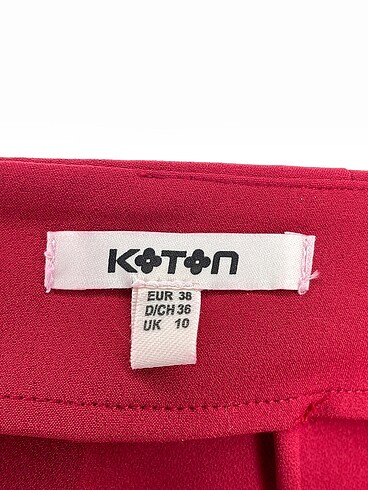 KOTON
EUR 38
D/CH 36
UK 10